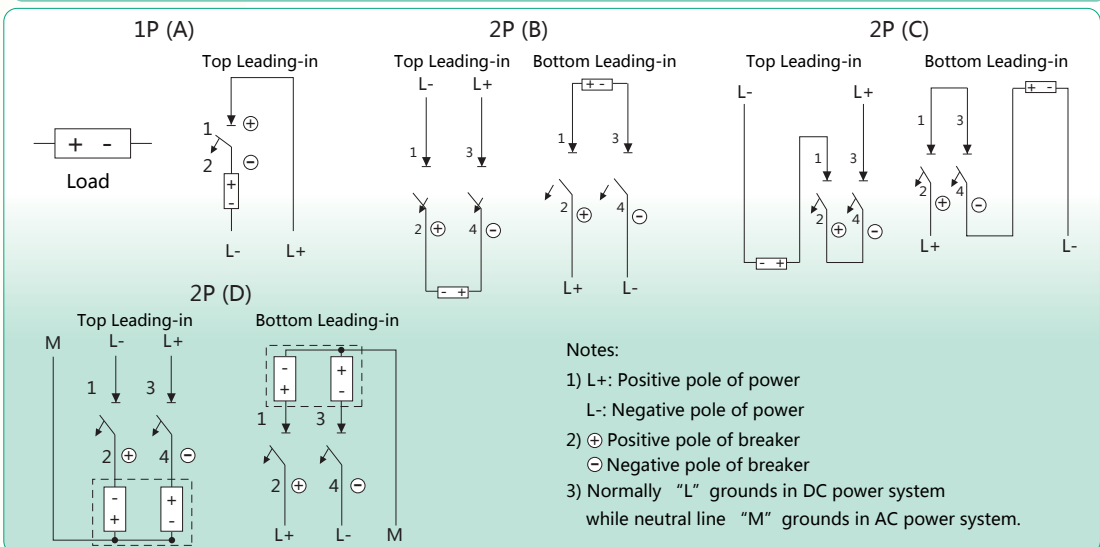 1P (A)
2P (B)
2P (C)
Top Leading-in
Top Leading-in
Bottom Leading-in
Top Leading-in
Bottom Leading-in
+ -
Load
1 ⊕
2 ⊖
+
-
L- L+
L- L+
1 3
2 ⊕ 4 ⊖
- +
+ -
1 3
2 ⊕ 4 ⊖
L+ L-
L- L+
1 3
2 ⊕ 4 ⊖
- +
+ -
1 3
2 ⊕ 4 ⊖
L+ L-
2P (D)
Top Leading-in
Bottom Leading-in
M L- L+
1 3
2 ⊕ 4 ⊖
- +
+ -
- +
+ -
1 3
2 ⊕ 4 ⊖
L+ L- M
Notes:
1) L+: Positive pole of power
L-: Negative pole of power
2) ⊕ Positive pole of breaker
⊖ Negative pole of breaker
3) Normally “L” grounds in DC power system
while neutral line “M” grounds in AC power system.